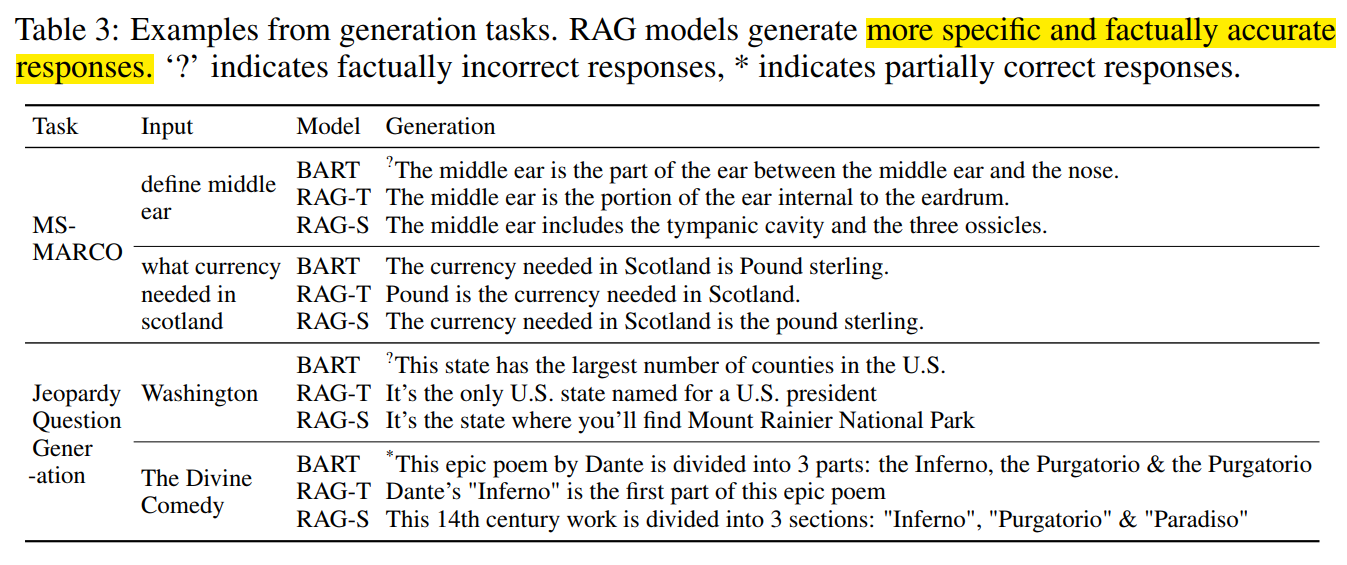 Table 3: Examples from generation tasks. RAG models generate more specific and factually accurate
responses. ‘?’ indicates factually incorrect responses, * indicates partially correct responses.
Task Input Model Generation
MS-
MARCO
define middle
ear
BART ?The middle ear is the part of the ear between the middle ear and the nose.
RAG-T The middle ear is the portion of the ear internal to the eardrum.
RAG-S The middle ear includes the tympanic cavity and the three ossicles.
what currency
needed in
scotland
BART The currency needed in Scotland is Pound sterling.
RAG-T Pound is the currency needed in Scotland.
RAG-S The currency needed in Scotland is the pound sterling.
Jeopardy
Question
Gener
-ation
Washington
BART ?This state has the largest number of counties in the U.S.
RAG-T It’s the only U.S. state named for a U.S. president
RAG-S It’s the state where you’ll find Mount Rainier National Park
The Divine
Comedy
BART *This epic poem by Dante is divided into 3 parts: the Inferno, the Purgatorio & the Purgatorio
RAG-T Dante’s "Inferno" is the first part of this epic poem
RAG-S This 14th century work is divided into 3 sections: "Inferno", "Purgatorio" & "Paradiso"